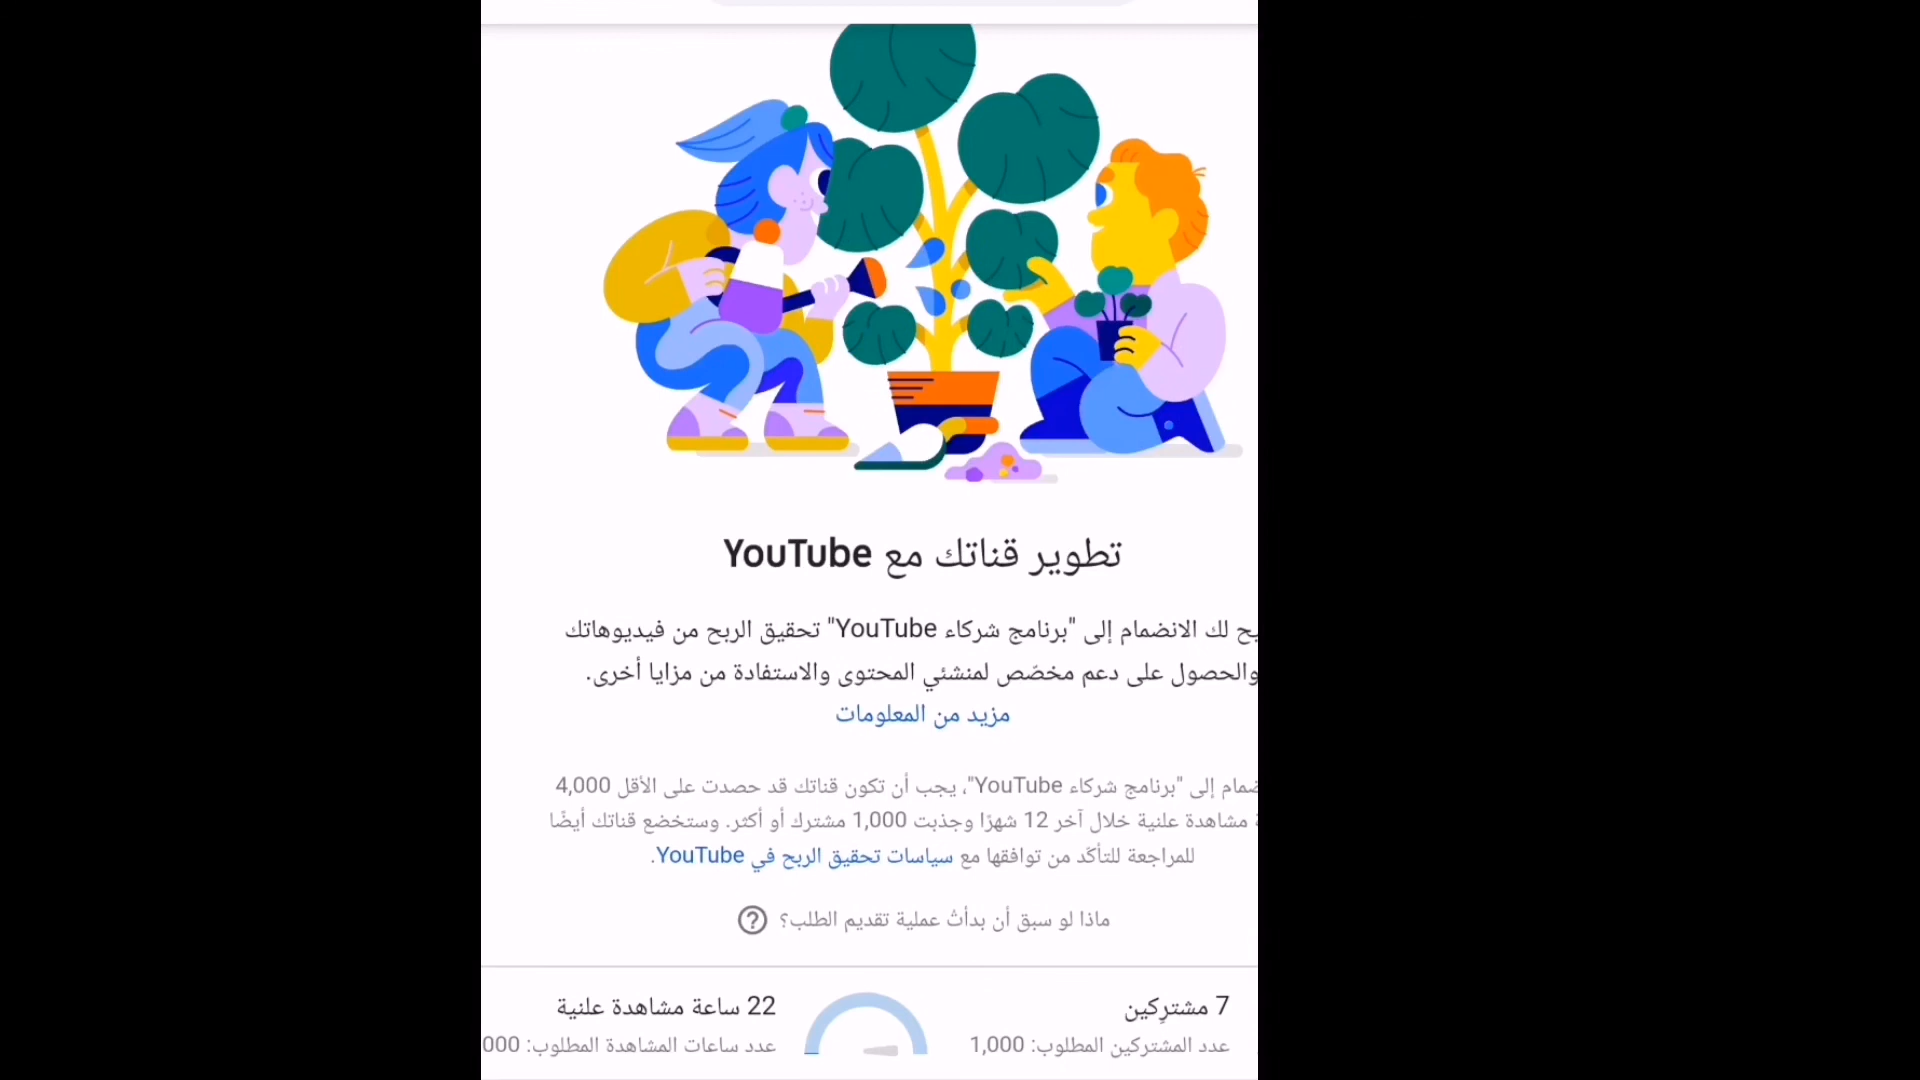 تطوير قناتك مع YouTube
لك الانضمام إلى "برنامج شركاء YouTube" تحقيق الربح من فيديوهاتك
والحصول على دعم مخصّص لمنشئي المحتوى والاستفادة من مزايا أخرى.
مزيد من المعلومات
إلى "برنامج شركاء YouTube"، يجب أن تكون قناتك قد حصدت على الأقل 4,000
مشاهدة علنية خلال آخر 12 شهرًا وجذبت 1,000 مشترك أو أكثر. وستخضع قناتك أيضًا
للمراجعة للتأكّد من توافقها مع سياسات تحقيق الربح في YouTube.
ماذا لو سبق أن بدأتُ عملية تقديم الطلب؟
7 مشترِكين
عدد المشتركين المطلوب: 1,000
22 ساعة مشاهدة علنية
عدد ساعات المشاهدة المطلوب: 000